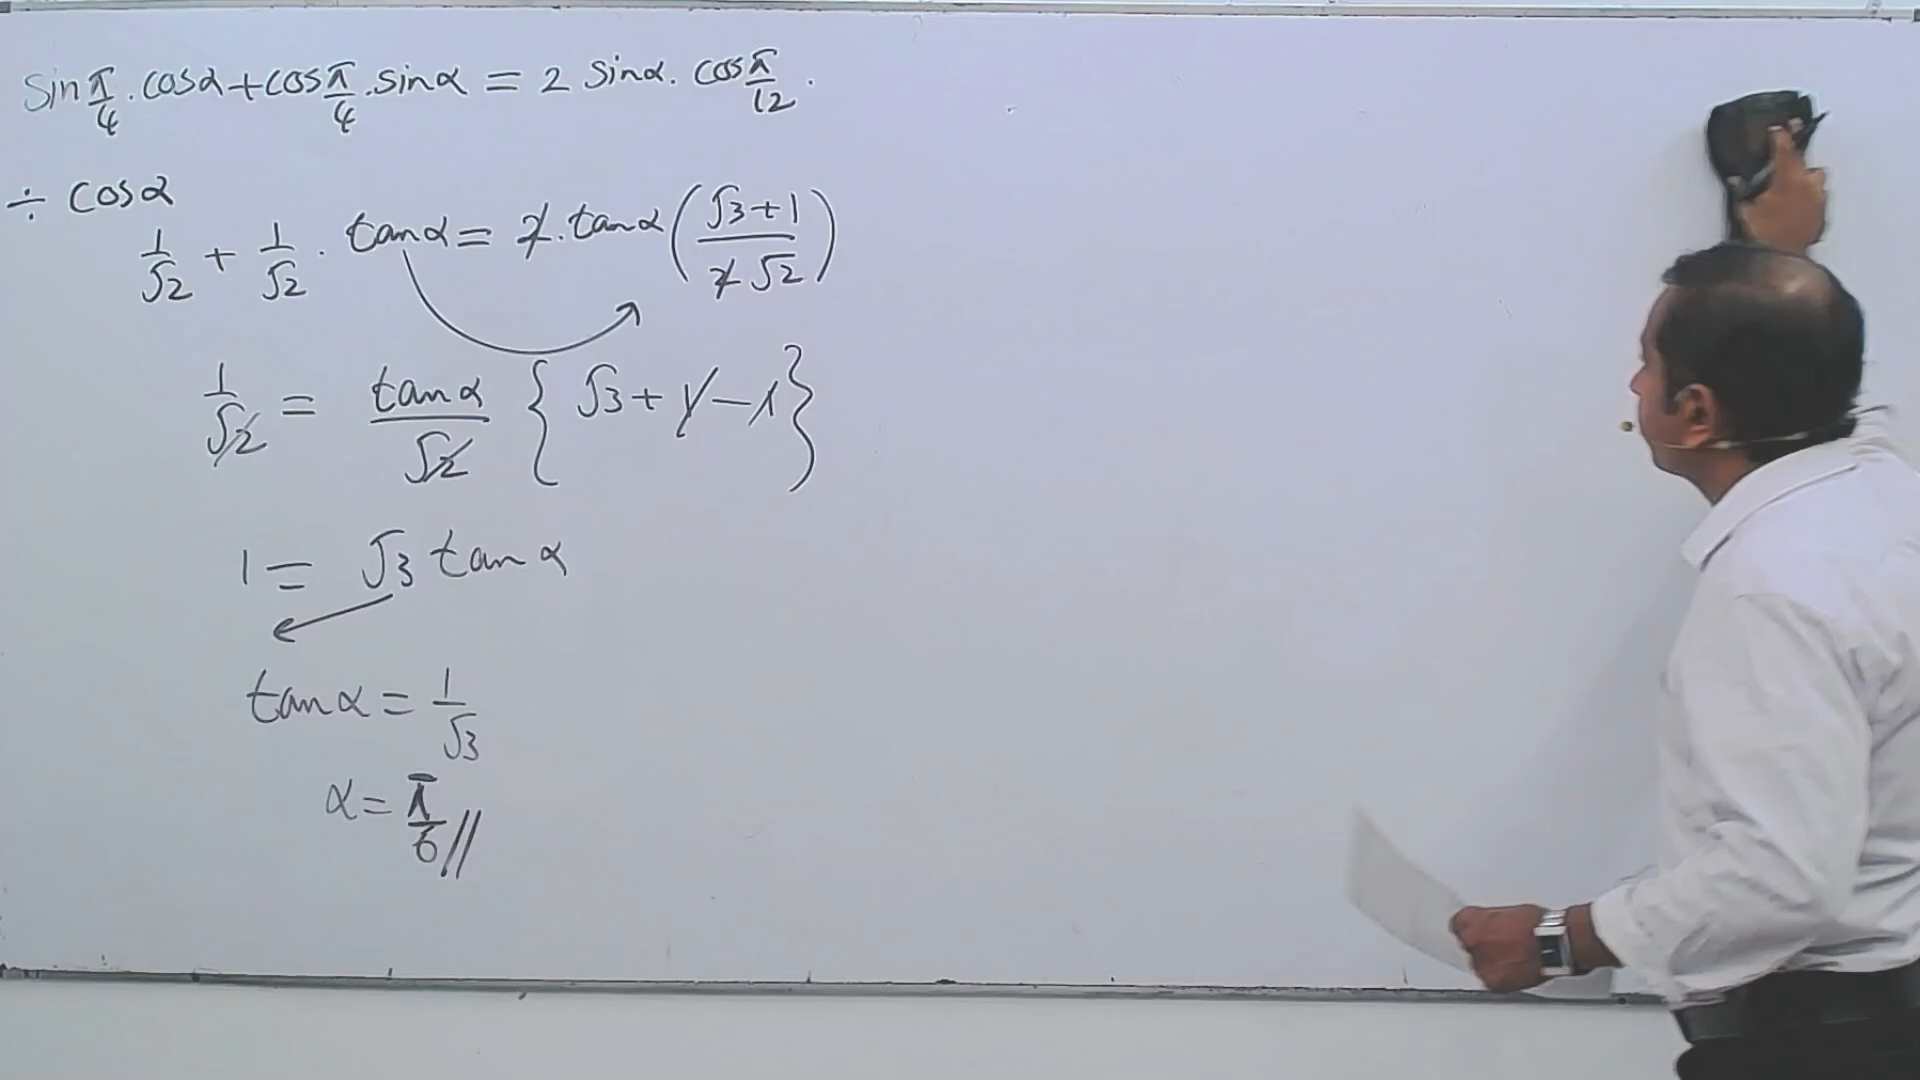 sin π/4 . cosα + cos π/4 . sinα = 2 sinα . cos π/12 .
÷ cosα
1/√2 + 1/√2 . tanα = 2 . tanα ( (√3+1)/(2√2) )
1/√2 = tanα/√2 { √3 + 1 - 1 }
1 = √3 tanα
tanα = 1/√3
α = π/6 //